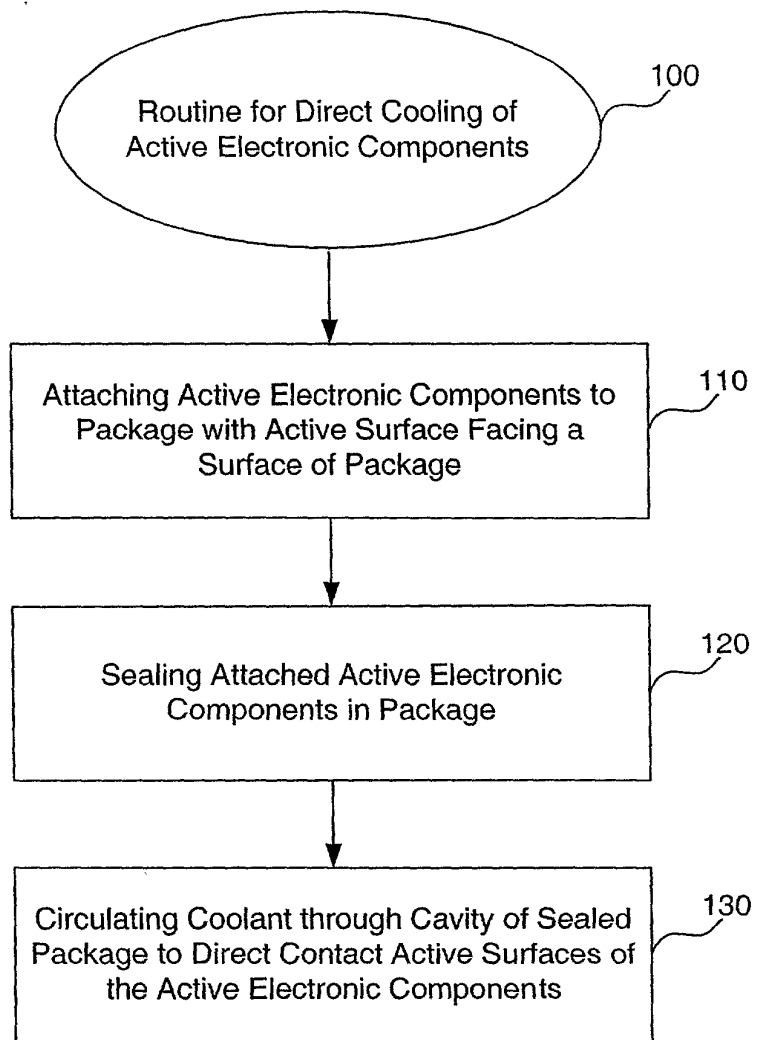 100
Routine for Direct Cooling of
Active Electronic Components
110
Attaching Active Electronic Components to
Package with Active Surface Facing a
Surface of Package
120
Sealing Attached Active Electronic
Components in Package
130
Circulating Coolant through Cavity of Sealed
Package to Direct Contact Active Surfaces of
the Active Electronic Components